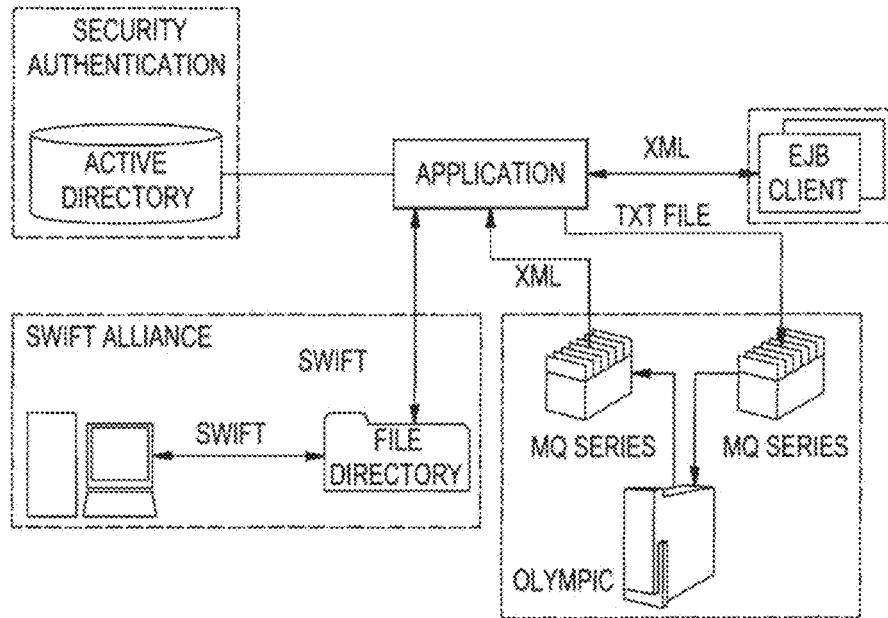 SECURITY
AUTHENTICATION
ACTIVE
DIRECTORY
APPLICATION
XML
EJB
CLIENT
TXT FILE
XML
SWIFT ALLIANCE
SWIFT
SWIFT
FILE
DIRECTORY
MQ SERIES
MQ SERIES
OLYMPIC